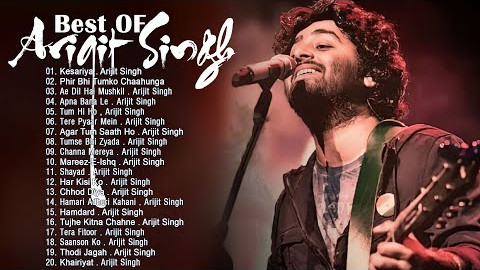 Best OF
Arijit Singh
01. Kesariya. Arijit Singh
02. Phir Bhi Tumko Chaahunga
03. Ae Dil Hai Mushkil . Arijit Singh
04. Apna Bana Le . Arijit Singh
05. Tum Hi Ho . Arijit Singh
06. Tere Pyaar Mein . Arijit Singh
07. Agar Tum Saath Ho . Arijit Singh
08. Tumse Bhi Zyada . Arijit Singh
09. Channa Mereya . Arijit Singh
10. Mareez-E-Ishq . Arijit Singh
11. Shayad . Arijit Singh
12. Har Kisi Ko . Arijit Singh
13. Chhod Diya . Arijit Singh
14. Hamari Adhuri Kahani . Arijit Singh
15. Hamdard . Arijit Singh
16. Tujhe Kitna Chahne . Arijit Singh
17. Tera Fitoor . Arijit Singh
18. Saanson Ko . Arijit Singh
19. Thodi Jagah . Arijit Singh
20. Khairiyat . Arijit Singh